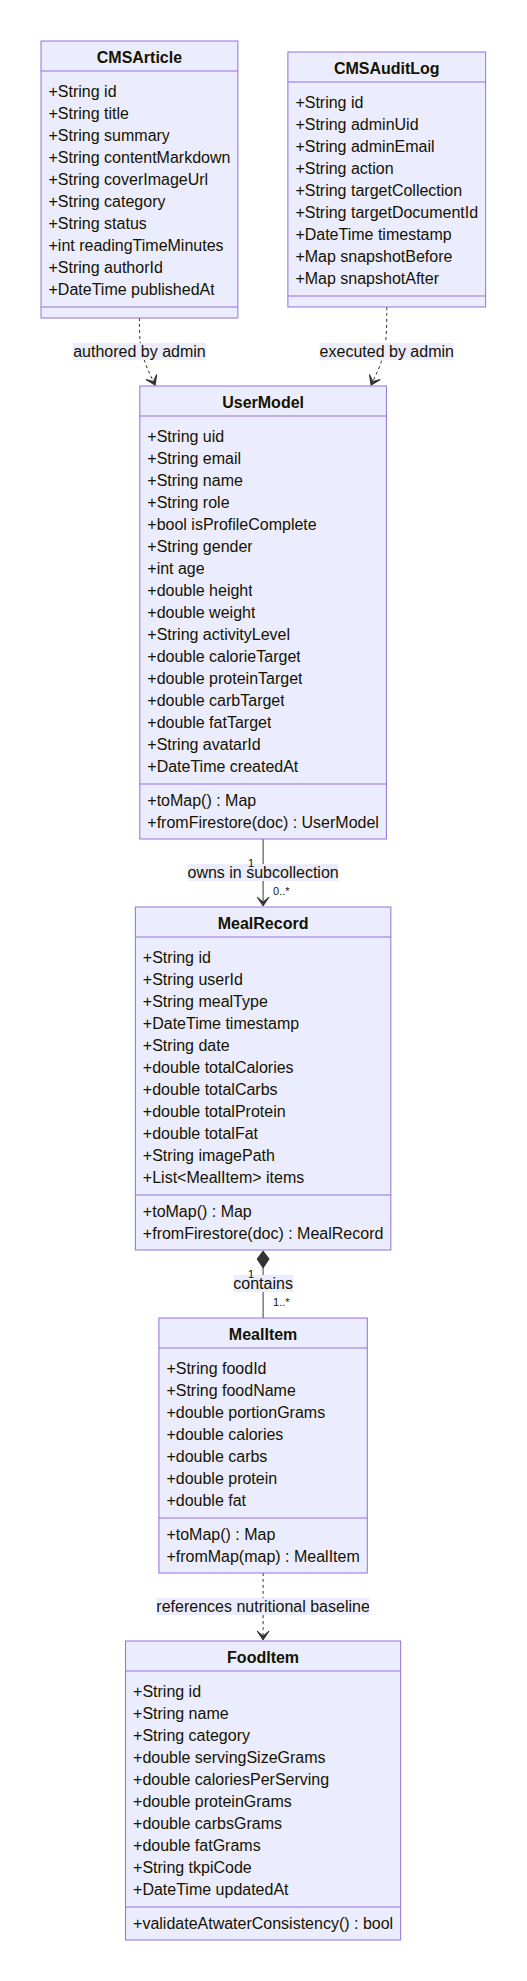 CMSArticle
+String id
+String title
+String summary
+String contentMarkdown
+String coverImageUrl
+String category
+String status
+int readingTimeMinutes
+String authorId
+DateTime publishedAt
CMSAuditLog
+String id
+String adminUid
+String adminEmail
+String action
+String targetCollection
+String targetDocumentId
+DateTime timestamp
+Map snapshotBefore
+Map snapshotAfter
authored by admin
executed by admin
UserModel
+String uid
+String email
+String name
+String role
+bool isProfileComplete
+String gender
+int age
+double height
+double weight
+String activityLevel
+double calorieTarget
+double proteinTarget
+double carbTarget
+double fatTarget
+String avatarId
+DateTime createdAt
+toMap() : Map
+fromFirestore(doc) : UserModel
1
owns in subcollection
0..*
MealRecord
+String id
+String userId
+String mealType
+DateTime timestamp
+String date
+double totalCalories
+double totalCarbs
+double totalProtein
+double totalFat
+String imagePath
+List<MealItem> items
+toMap() : Map
+fromFirestore(doc) : MealRecord
1
contains
1..*
MealItem
+String foodId
+String foodName
+double portionGrams
+double calories
+double carbs
+double protein
+double fat
+toMap() : Map
+fromMap(map) : MealItem
references nutritional baseline
FoodItem
+String id
+String name
+String category
+double servingSizeGrams
+double caloriesPerServing
+double proteinGrams
+double carbsGrams
+double fatGrams
+String tkpiCode
+DateTime updatedAt
+validateAtwaterConsistency() : bool